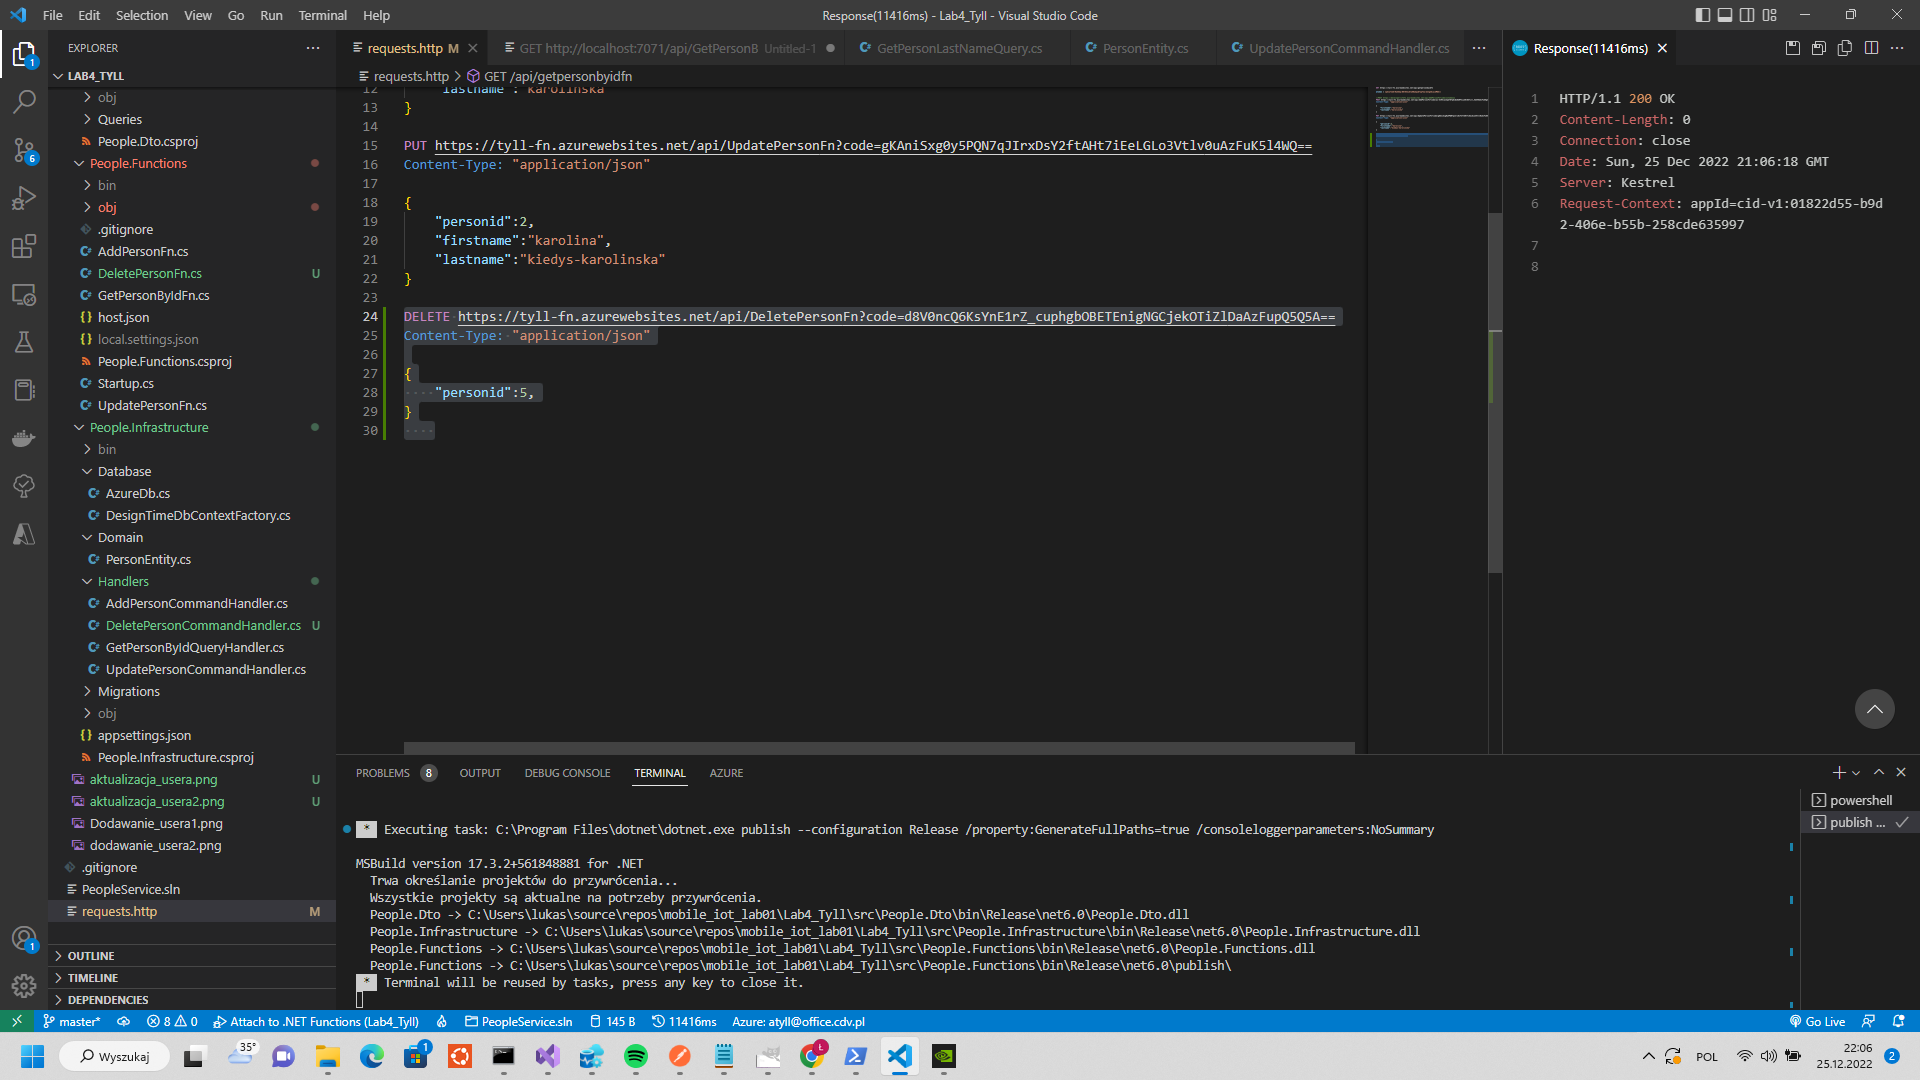 File Edit Selection View Go Run Terminal Help
Response(11416ms) - Lab4_Tyll - Visual Studio Code
EXPLORER
LAB4_TYLL
obj
Queries
People.Dto.csproj
People.Functions
bin
obj
.gitignore
AddPersonFn.cs
DeletePersonFn.cs U
GetPersonByIdFn.cs
host.json
local.settings.json
People.Functions.csproj
Startup.cs
UpdatePersonFn.cs
People.Infrastructure
bin
Database
AzureDb.cs
DesignTimeDbContextFactory.cs
Domain
PersonEntity.cs
Handlers
AddPersonCommandHandler.cs
DeletePersonCommandHandler.cs U
GetPersonByIdQueryHandler.cs
UpdatePersonCommandHandler.cs
Migrations
obj
appsettings.json
People.Infrastructure.csproj
aktualizacja_usera.png U
aktualizacja_usera2.png U
Dodawanie_usera1.png
dodawanie_usera2.png
.gitignore
PeopleService.sln
requests.http M
OUTLINE
TIMELINE
DEPENDENCIES
requests.http M
GET http://localhost:7071/api/GetPersonB Untitled-1
GetPersonLastNameQuery.cs
PersonEntity.cs
UpdatePersonCommandHandler.cs
requests.http > GET /api/getpersonbyidfn
12 "lastname": "karolinska"
13 }
14
15 PUT https://tyll-fn.azurewebsites.net/api/UpdatePersonFn?code=gKAniSxg0y5PQN7qJIrxDsY2ftAHt7iEeLGLo3Vtlv0uAzFuK5l4WQ==
16 Content-Type: "application/json"
17
18 {
19 "personid":2,
20 "firstname":"karolina",
21 "lastname":"kiedys-karolinska"
22 }
23
24 DELETE https://tyll-fn.azurewebsites.net/api/DeletePersonFn?code=d8V0ncQ6KsYnE1rZ_cuphgbOBETEnigNGCjekOTiZlDaAzFupQ5Q5A==
25 Content-Type: "application/json"
26
27 {
28 "personid":5,
29 }
30
Response(11416ms)
1 HTTP/1.1 200 OK
2 Content-Length: 0
3 Connection: close
4 Date: Sun, 25 Dec 2022 21:06:18 GMT
5 Server: Kestrel
6 Request-Context: appId=cid-v1:01822d55-b9d
2-406e-b55b-258cde635997
7
8
PROBLEMS 8 OUTPUT DEBUG CONSOLE TERMINAL AZURE
* Executing task: C:\Program Files\dotnet\dotnet.exe publish --configuration Release /property:GenerateFullPaths=true /consoleloggerparameters:NoSummary
MSBuild version 17.3.2+561848881 for .NET
Trwa określanie projektów do przywrócenia...
Wszystkie projekty są aktualne na potrzeby przywrócenia.
People.Dto -> C:\Users\lukas\source\repos\mobile_iot_lab01\Lab4_Tyll\src\People.Dto\bin\Release\net6.0\People.Dto.dll
People.Infrastructure -> C:\Users\lukas\source\repos\mobile_iot_lab01\Lab4_Tyll\src\People.Infrastructure\bin\Release\net6.0\People.Infrastructure.dll
People.Functions -> C:\Users\lukas\source\repos\mobile_iot_lab01\Lab4_Tyll\src\People.Functions\bin\Release\net6.0\People.Functions.dll
People.Functions -> C:\Users\lukas\source\repos\mobile_iot_lab01\Lab4_Tyll\src\People.Functions\bin\Release\net6.0\publish\
* Terminal will be reused by tasks, press any key to close it.
powershell
publish ...
master* 8 0 Attach to .NET Functions (Lab4_Tyll) PeopleService.sln 145 B 11416ms Azure: atyll@office.cdv.pl Go Live
Wyszukaj
35°
POL
22:06
25.12.2022
2